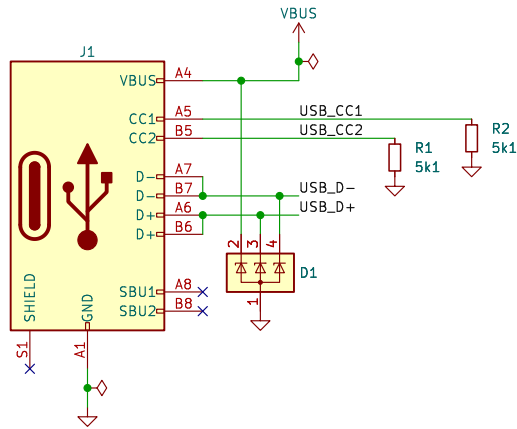 VBUS
J1
VBUS A4
CC1 A5 USB_CC1
CC2 B5 USB_CC2
R2
5k1
R1
5k1
D- A7
D- B7 USB_D-
D+ A6 USB_D+
D+ B6
2 3 4
D1
1
SBU1 A8
SBU2 B8
SHIELD
GND
S1
A1